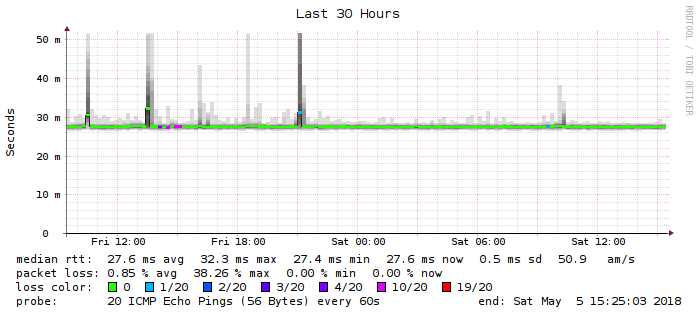 Last 30 Hours
RRDTOOL / TOBI OETIKER
Seconds
50 m
40 m
30 m
20 m
10 m
0
Fri 12:00 Fri 18:00 Sat 00:00 Sat 06:00 Sat 12:00
median rtt: 27.6 ms avg 32.3 ms max 27.4 ms min 27.6 ms now 0.5 ms sd 50.9 am/s
packet loss: 0.85 % avg 38.26 % max 0.00 % min 0.00 % now
loss color: 0 1/20 2/20 3/20 4/20 10/20 19/20
probe: 20 ICMP Echo Pings (56 Bytes) every 60s end: Sat May 5 15:25:03 2018